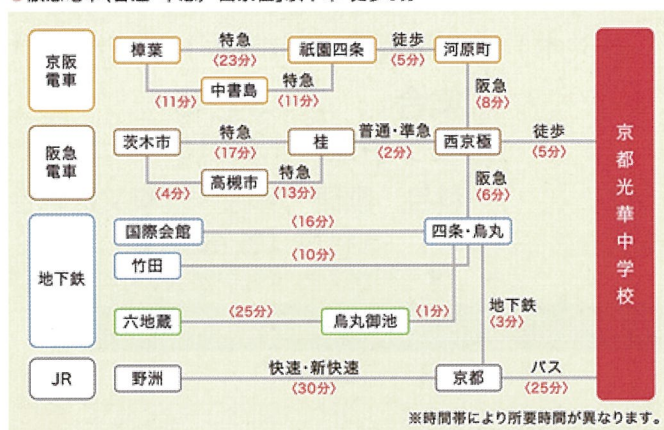 京阪電車
樟葉
特急
〈23分〉
祇園四条
徒歩
〈5分〉
河原町
〈11分〉
中書島
特急
〈11分〉
阪急
〈8分〉
阪急電車
茨木市
特急
〈17分〉
桂
普通・準急
〈2分〉
西京極
徒歩
〈5分〉
〈4分〉
高槻市
特急
〈13分〉
阪急
〈6分〉
地下鉄
国際会館
〈16分〉
四条・烏丸
竹田
〈10分〉
六地蔵
〈25分〉
烏丸御池
〈1分〉
地下鉄
〈3分〉
JR
野洲
快速・新快速
〈30分〉
京都
バス
〈25分〉
京都光華中学校
※時間帯により所要時間が異なります。